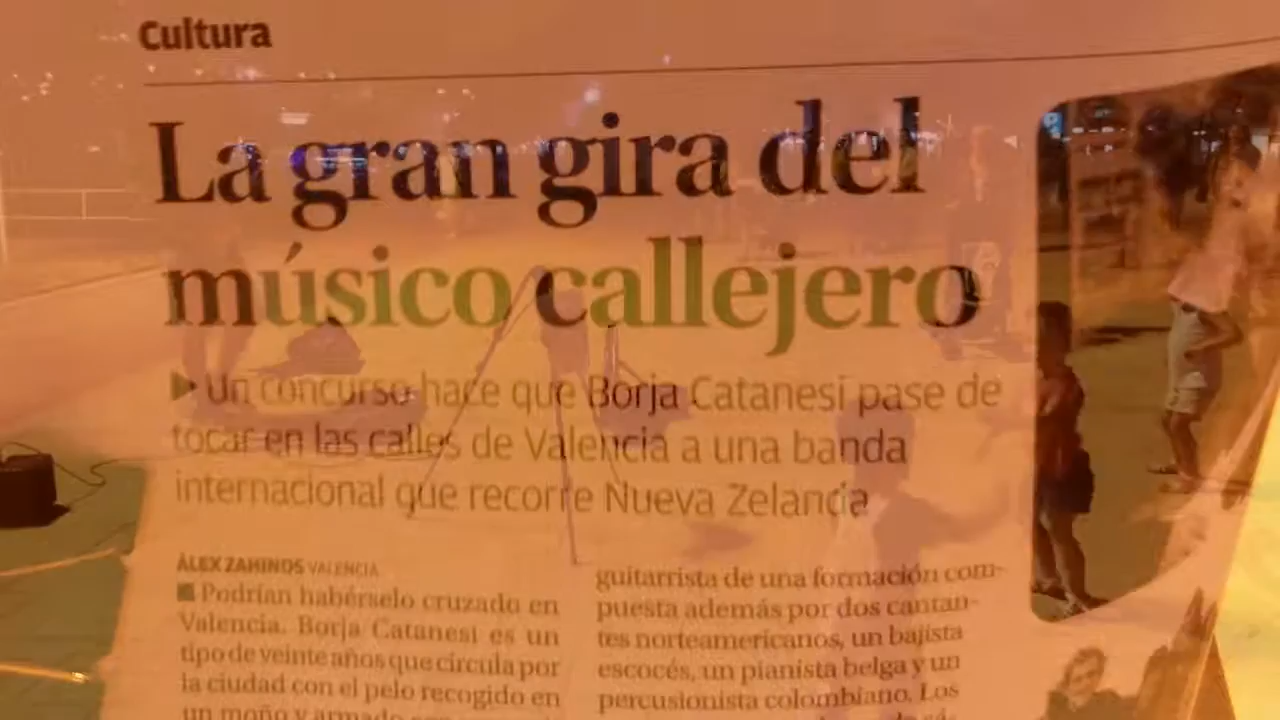 Cultura
La gran gira del
músico callejero
Un concurso hace que Borja Catanesi pase de
tocar en las calles de Valencia a una banda
internacional que recorre Nueva Zelanda
ÁLEX ZAHINOS VALENCIA
Podrían habérselo cruzado en
Valencia. Borja Catanesi es un
tipo de veinte años que circula por
la ciudad con el pelo recogido en
un moño y armado
guitarrista de una formación com-
puesta además por dos cantan-
tes norteamericanos, un bajista
escocés, un pianista belga y un
percusionista colombiano. Los